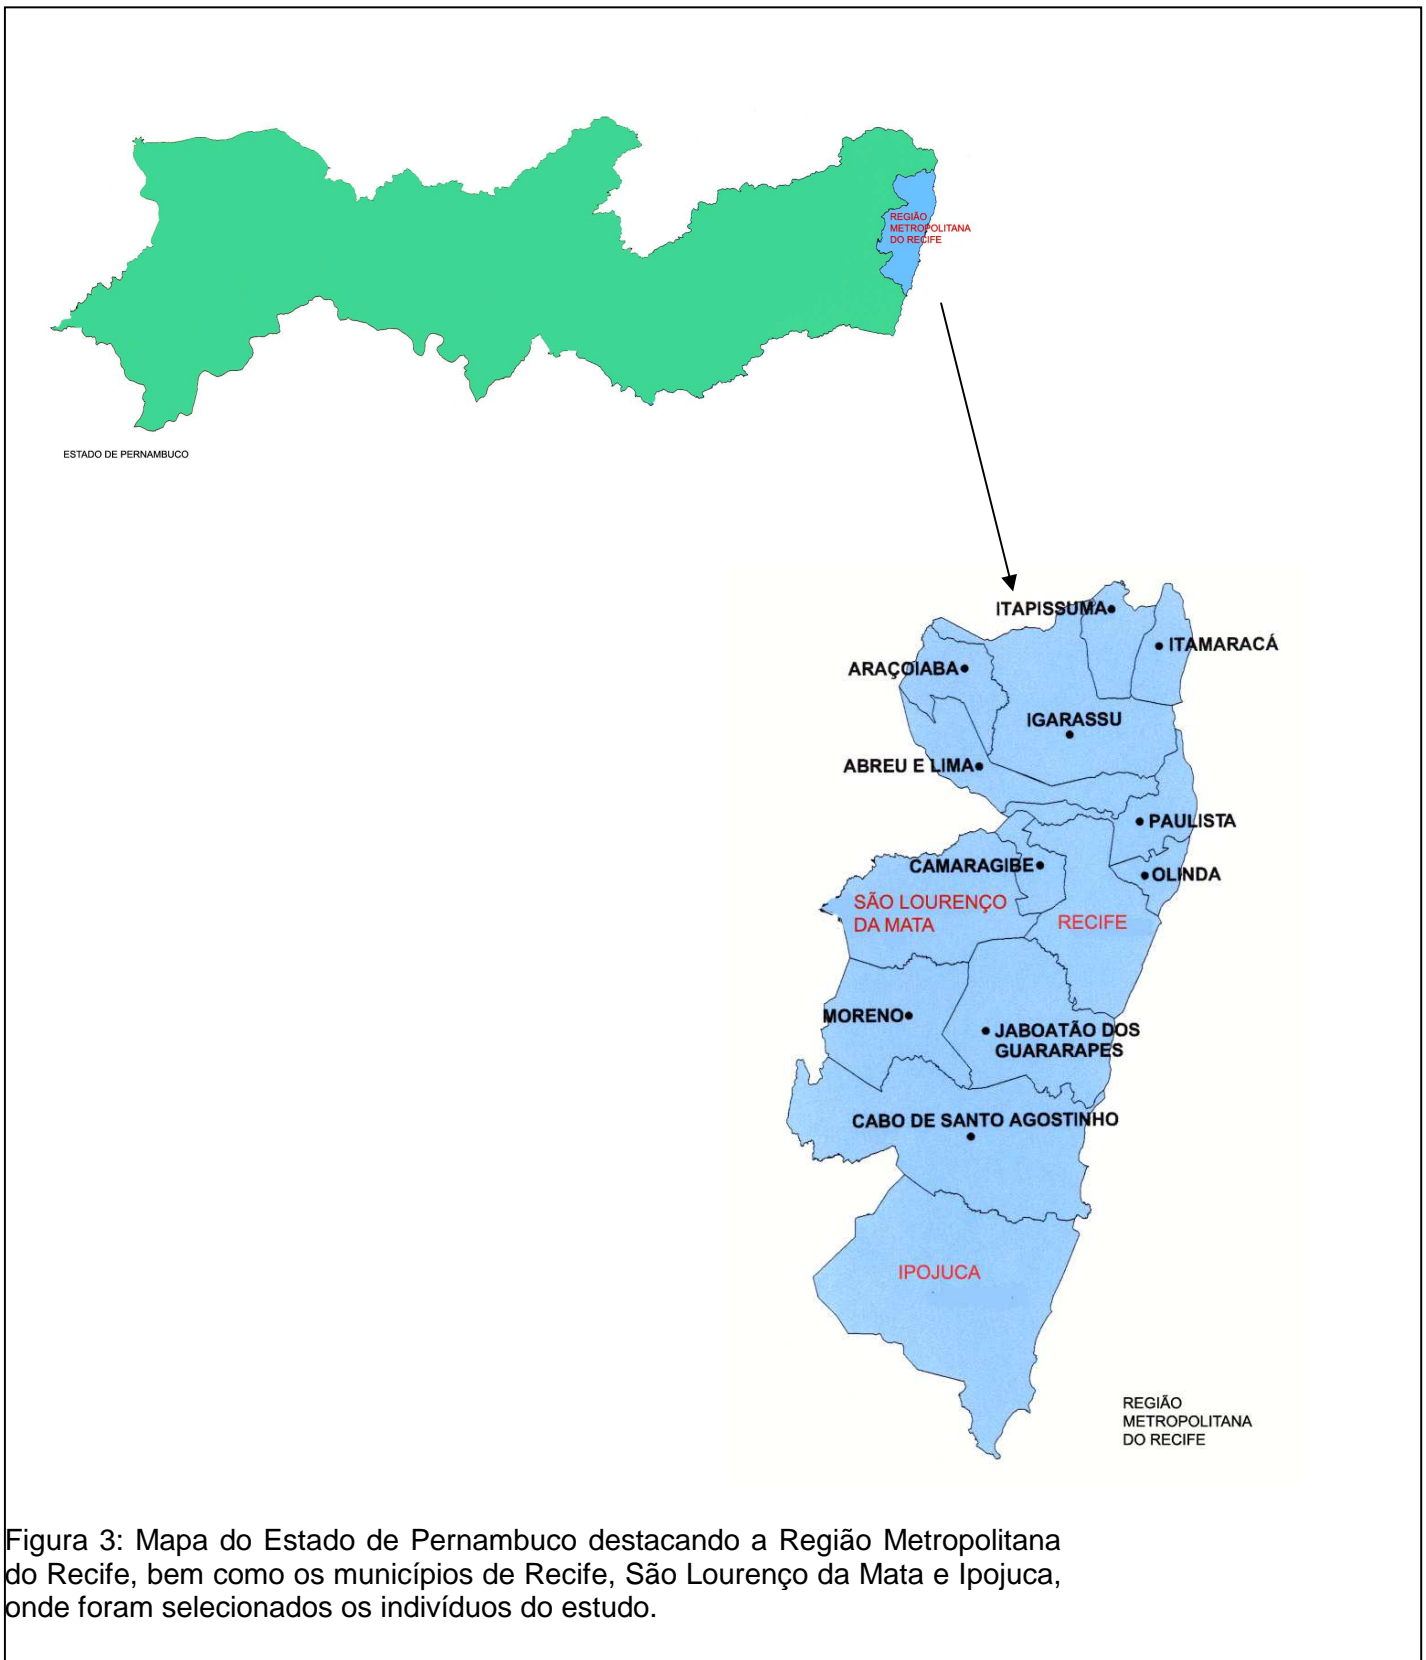 REGIÃO
METROPOLITANA
DO RECIFE
ESTADO DE PERNAMBUCO
ITAPISSUMA
ITAMARACÁ
ARAÇOIABA
IGARASSU
ABREU E LIMA
PAULISTA
CAMARAGIBE
OLINDA
SÃO LOURENÇO
DA MATA
RECIFE
MORENO
JABOATÃO DOS
GUARARAPES
CABO DE SANTO AGOSTINHO
IPOJUCA
REGIÃO
METROPOLITANA
DO RECIFE
Figura 3: Mapa do Estado de Pernambuco destacando a Região Metropolitana
do Recife, bem como os municípios de Recife, São Lourenço da Mata e Ipojuca,
onde foram selecionados os indivíduos do estudo.